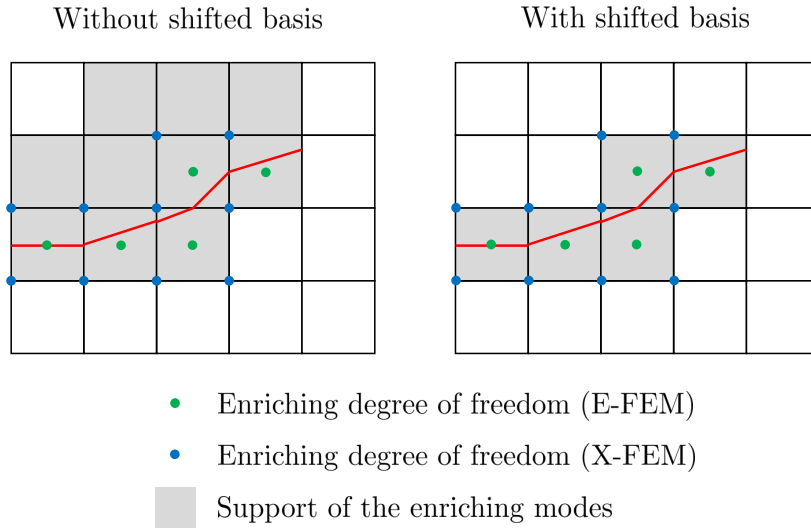 Without shifted basis
With shifted basis
Enriching degree of freedom (E-FEM)
Enriching degree of freedom (X-FEM)
Support of the enriching modes